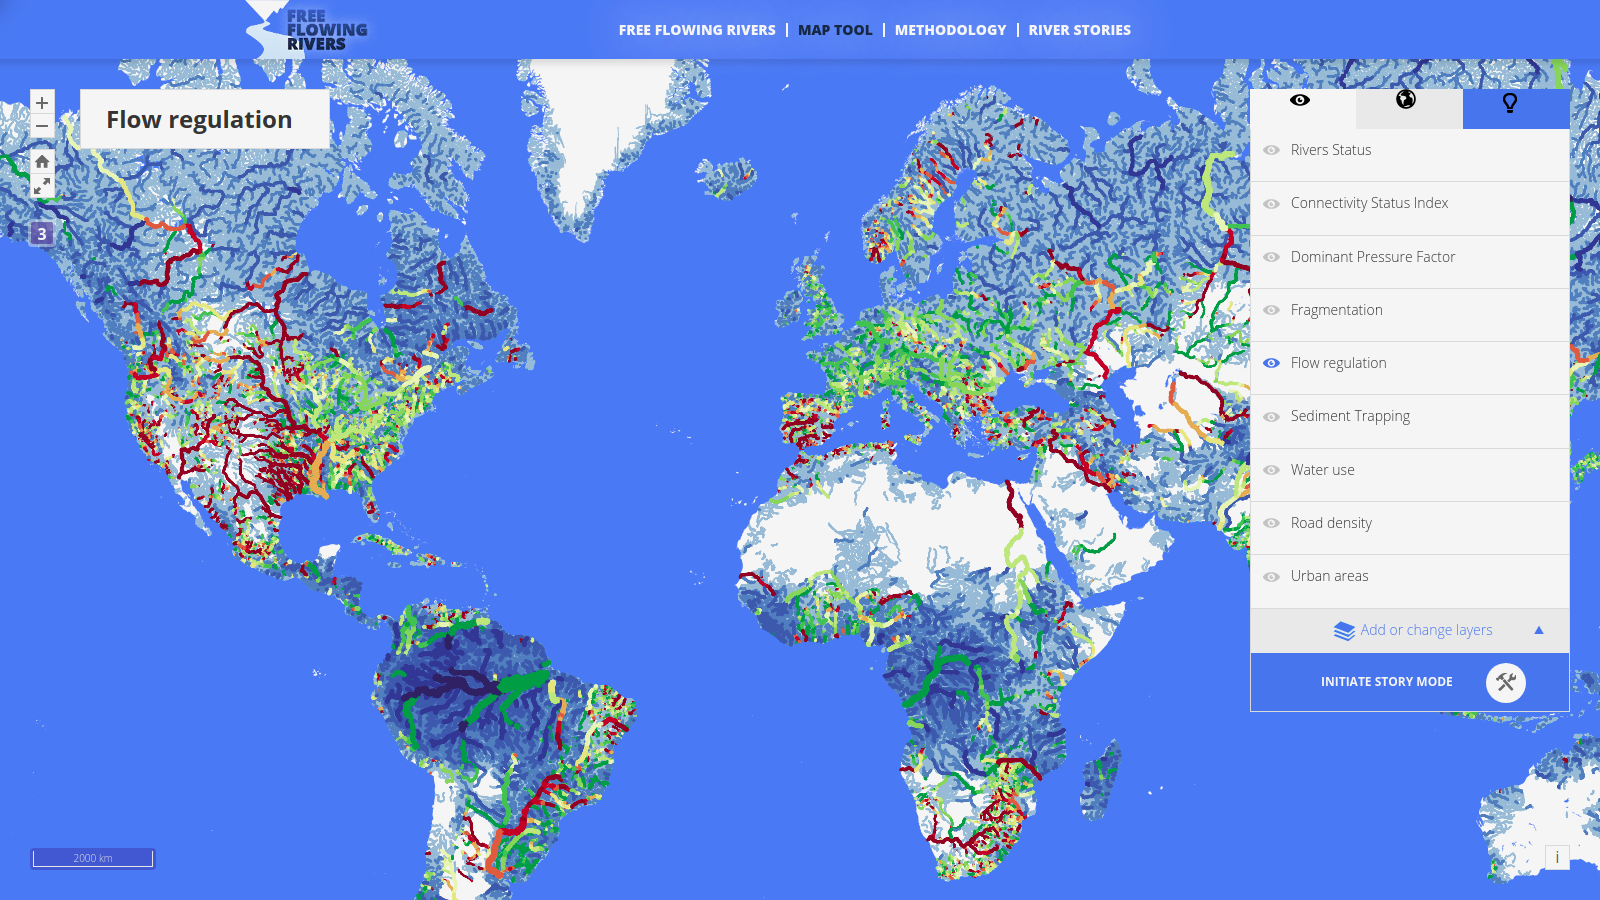 FREE
FLOWING
RIVERS
FREE FLOWING RIVERS
MAP TOOL
METHODOLOGY
RIVER STORIES
+
−
Flow regulation
3
Rivers Status
Connectivity Status Index
Dominant Pressure Factor
Fragmentation
Flow regulation
Sediment Trapping
Water use
Road density
Urban areas
Add or change layers
INITIATE STORY MODE
2000 km
i